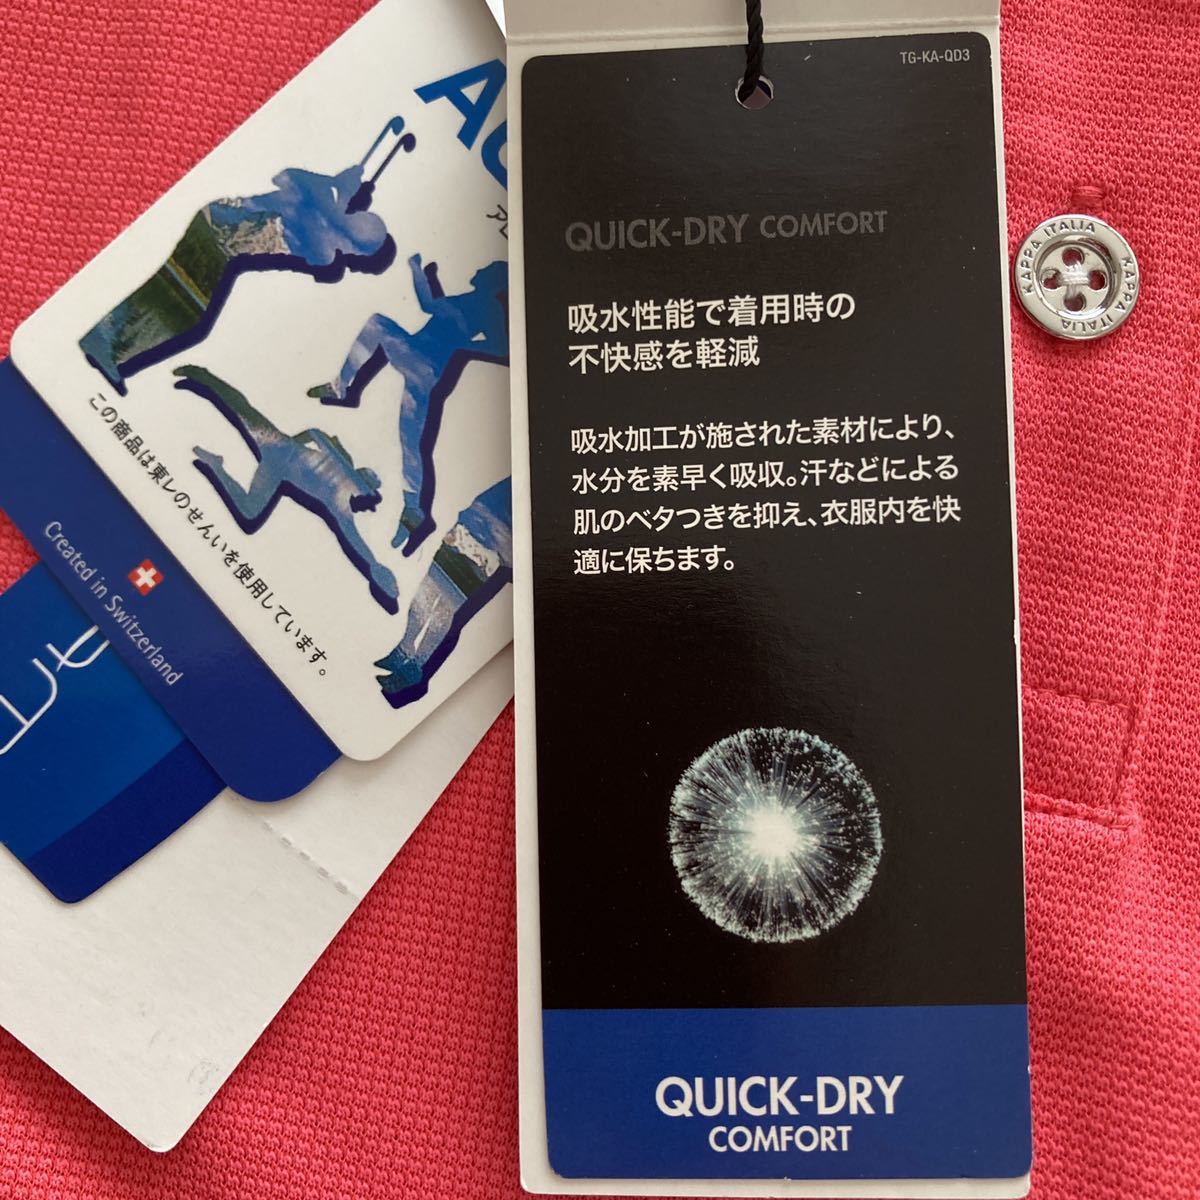 TG-KA-QD3
QUICK-DRY COMFORT
吸水性能で着用時の
不快感を軽減
吸水加工が施された素材により、
水分を素早く吸収。汗などによる
肌のベタつきを抑え、衣服内を快
適に保ちます。
QUICK-DRY
COMFORT
この商品は東レのせんいを使用しています。
Created in Switzerland
KAPPA ITALIA KAPPA ITALIA